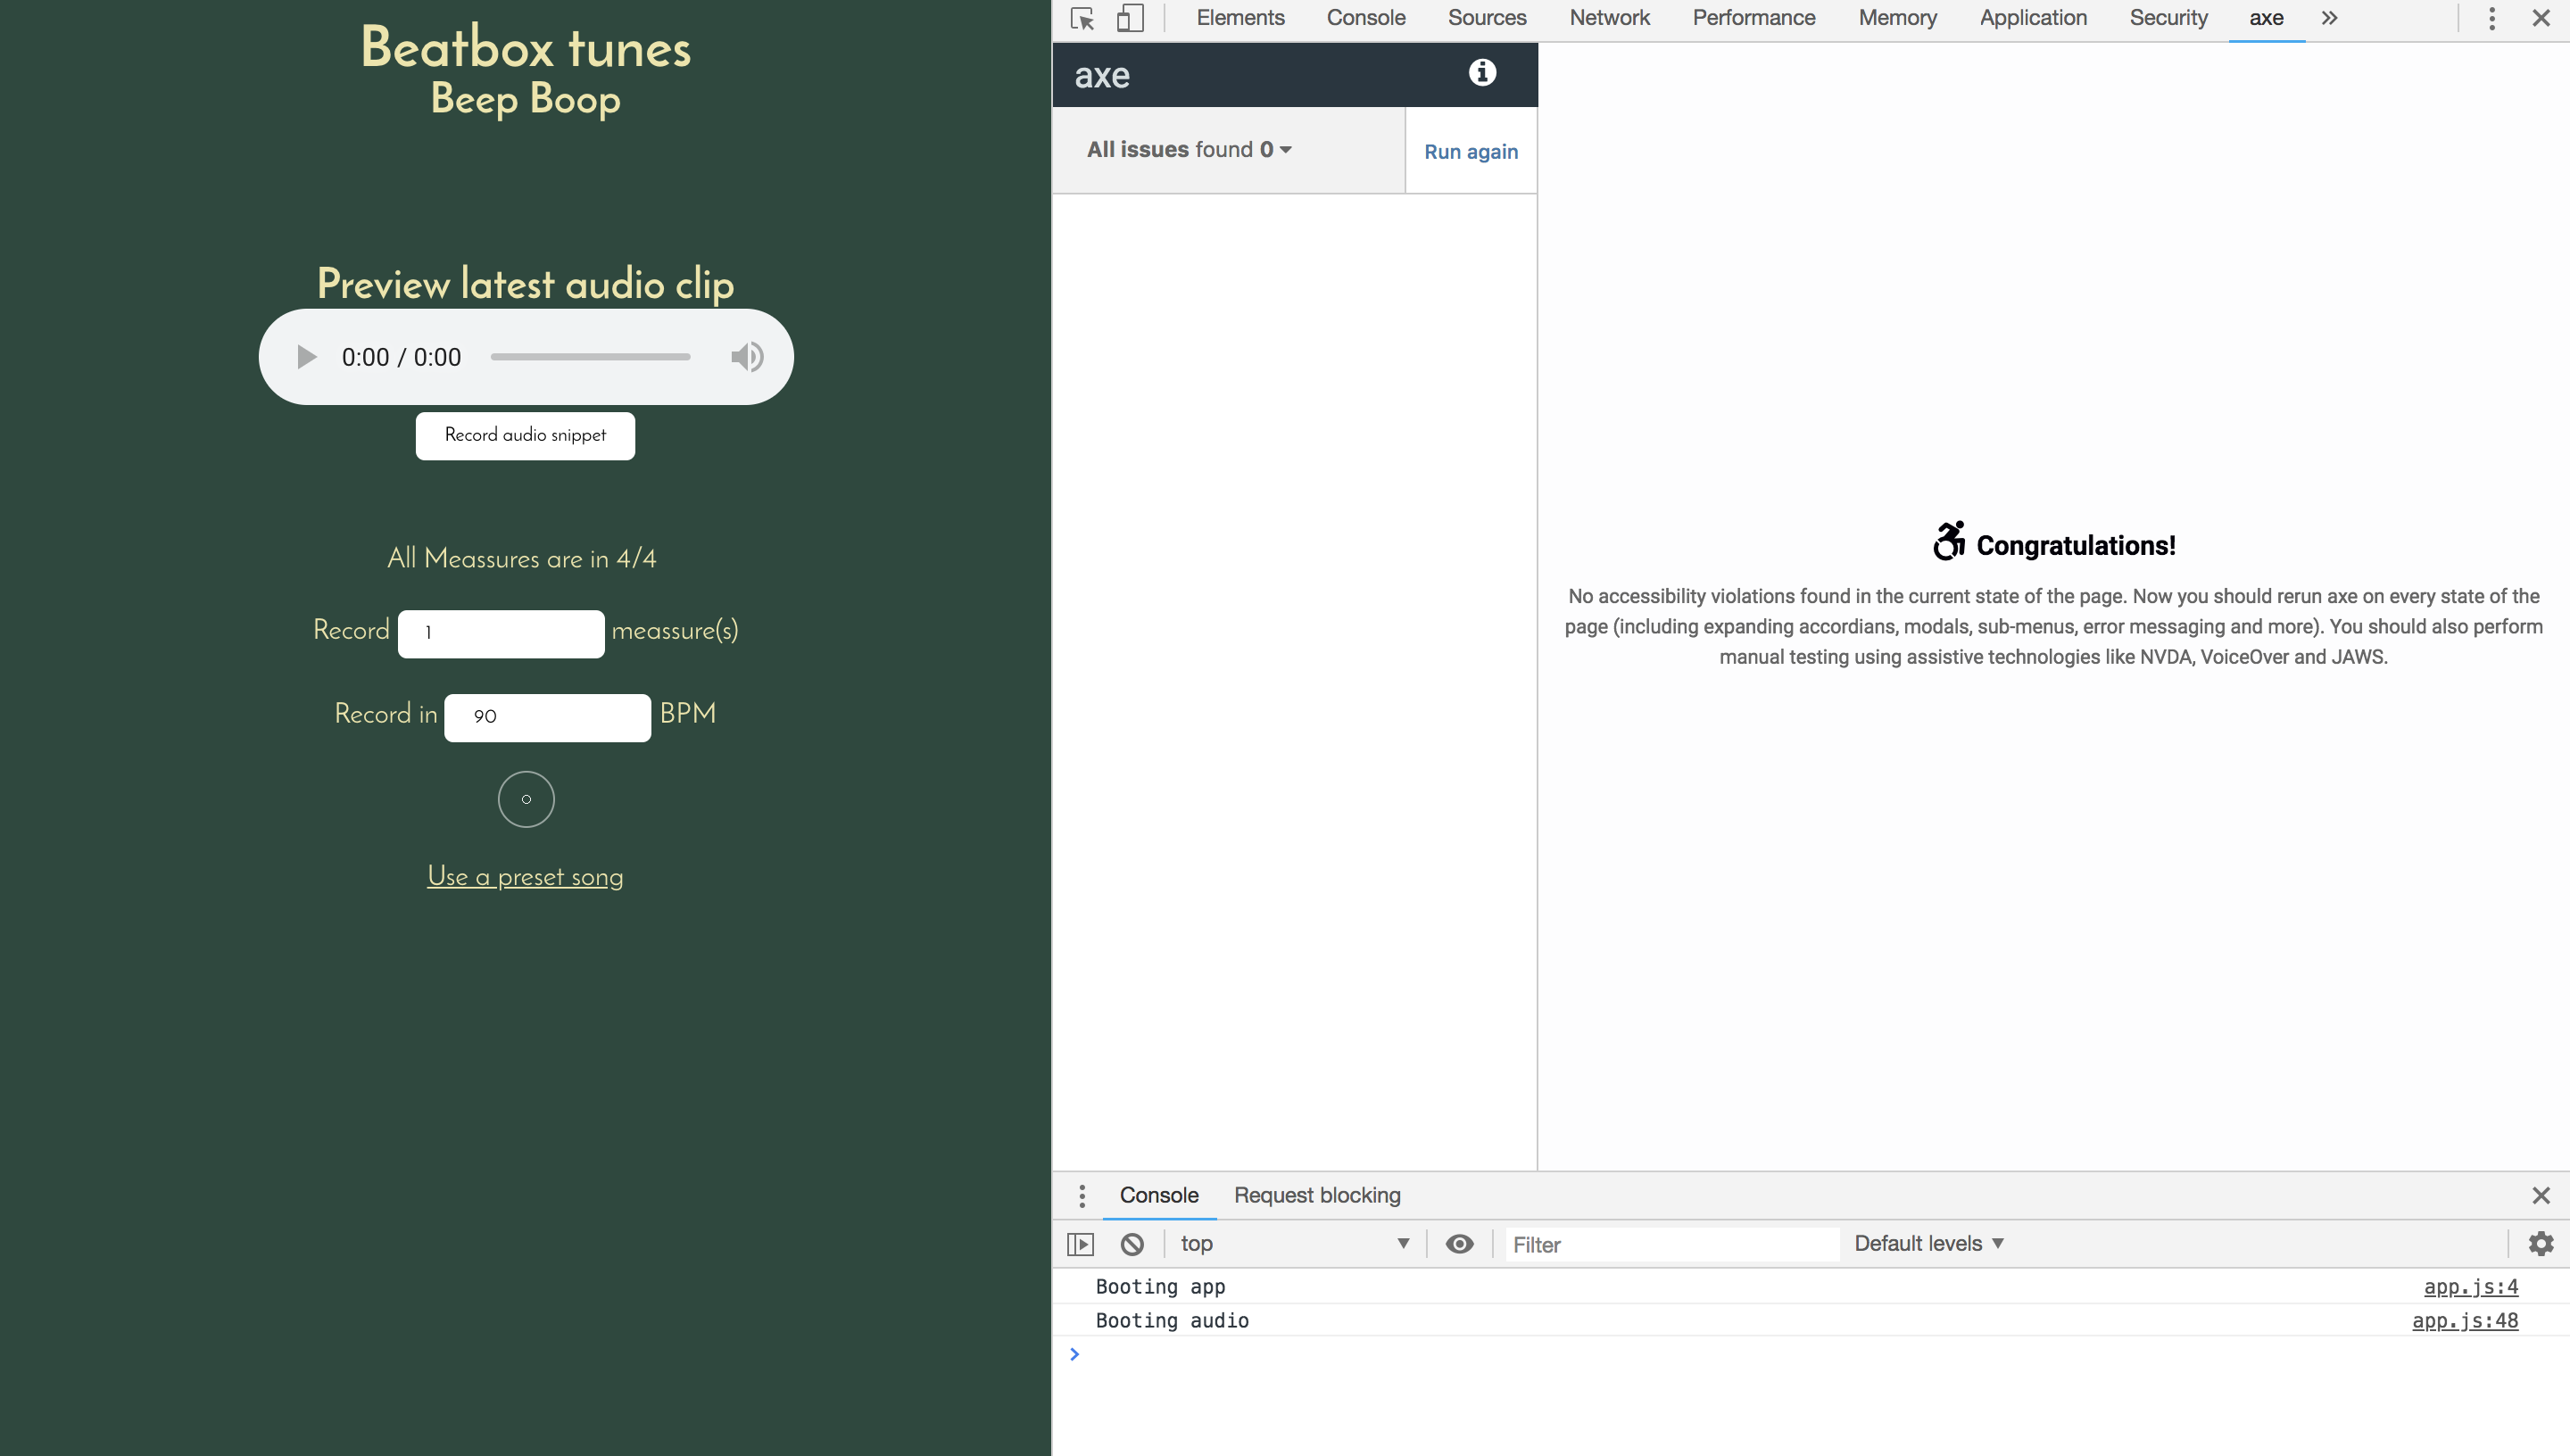 Beatbox tunes
Beep Boop
Preview latest audio clip
0:00 / 0:00
Record audio snippet
All Meassures are in 4/4
Record 1 meassure(s)
Record in 90 BPM
Use a preset song
Elements Console Sources Network Performance Memory Application Security axe »
axe
All issues found 0 Run again
Congratulations!
No accessibility violations found in the current state of the page. Now you should rerun axe on every state of the
page (including expanding accordians, modals, sub-menus, error messaging and more). You should also perform
manual testing using assistive technologies like NVDA, VoiceOver and JAWS.
Console Request blocking
top Filter Default levels
Booting app app.js:4
Booting audio app.js:48